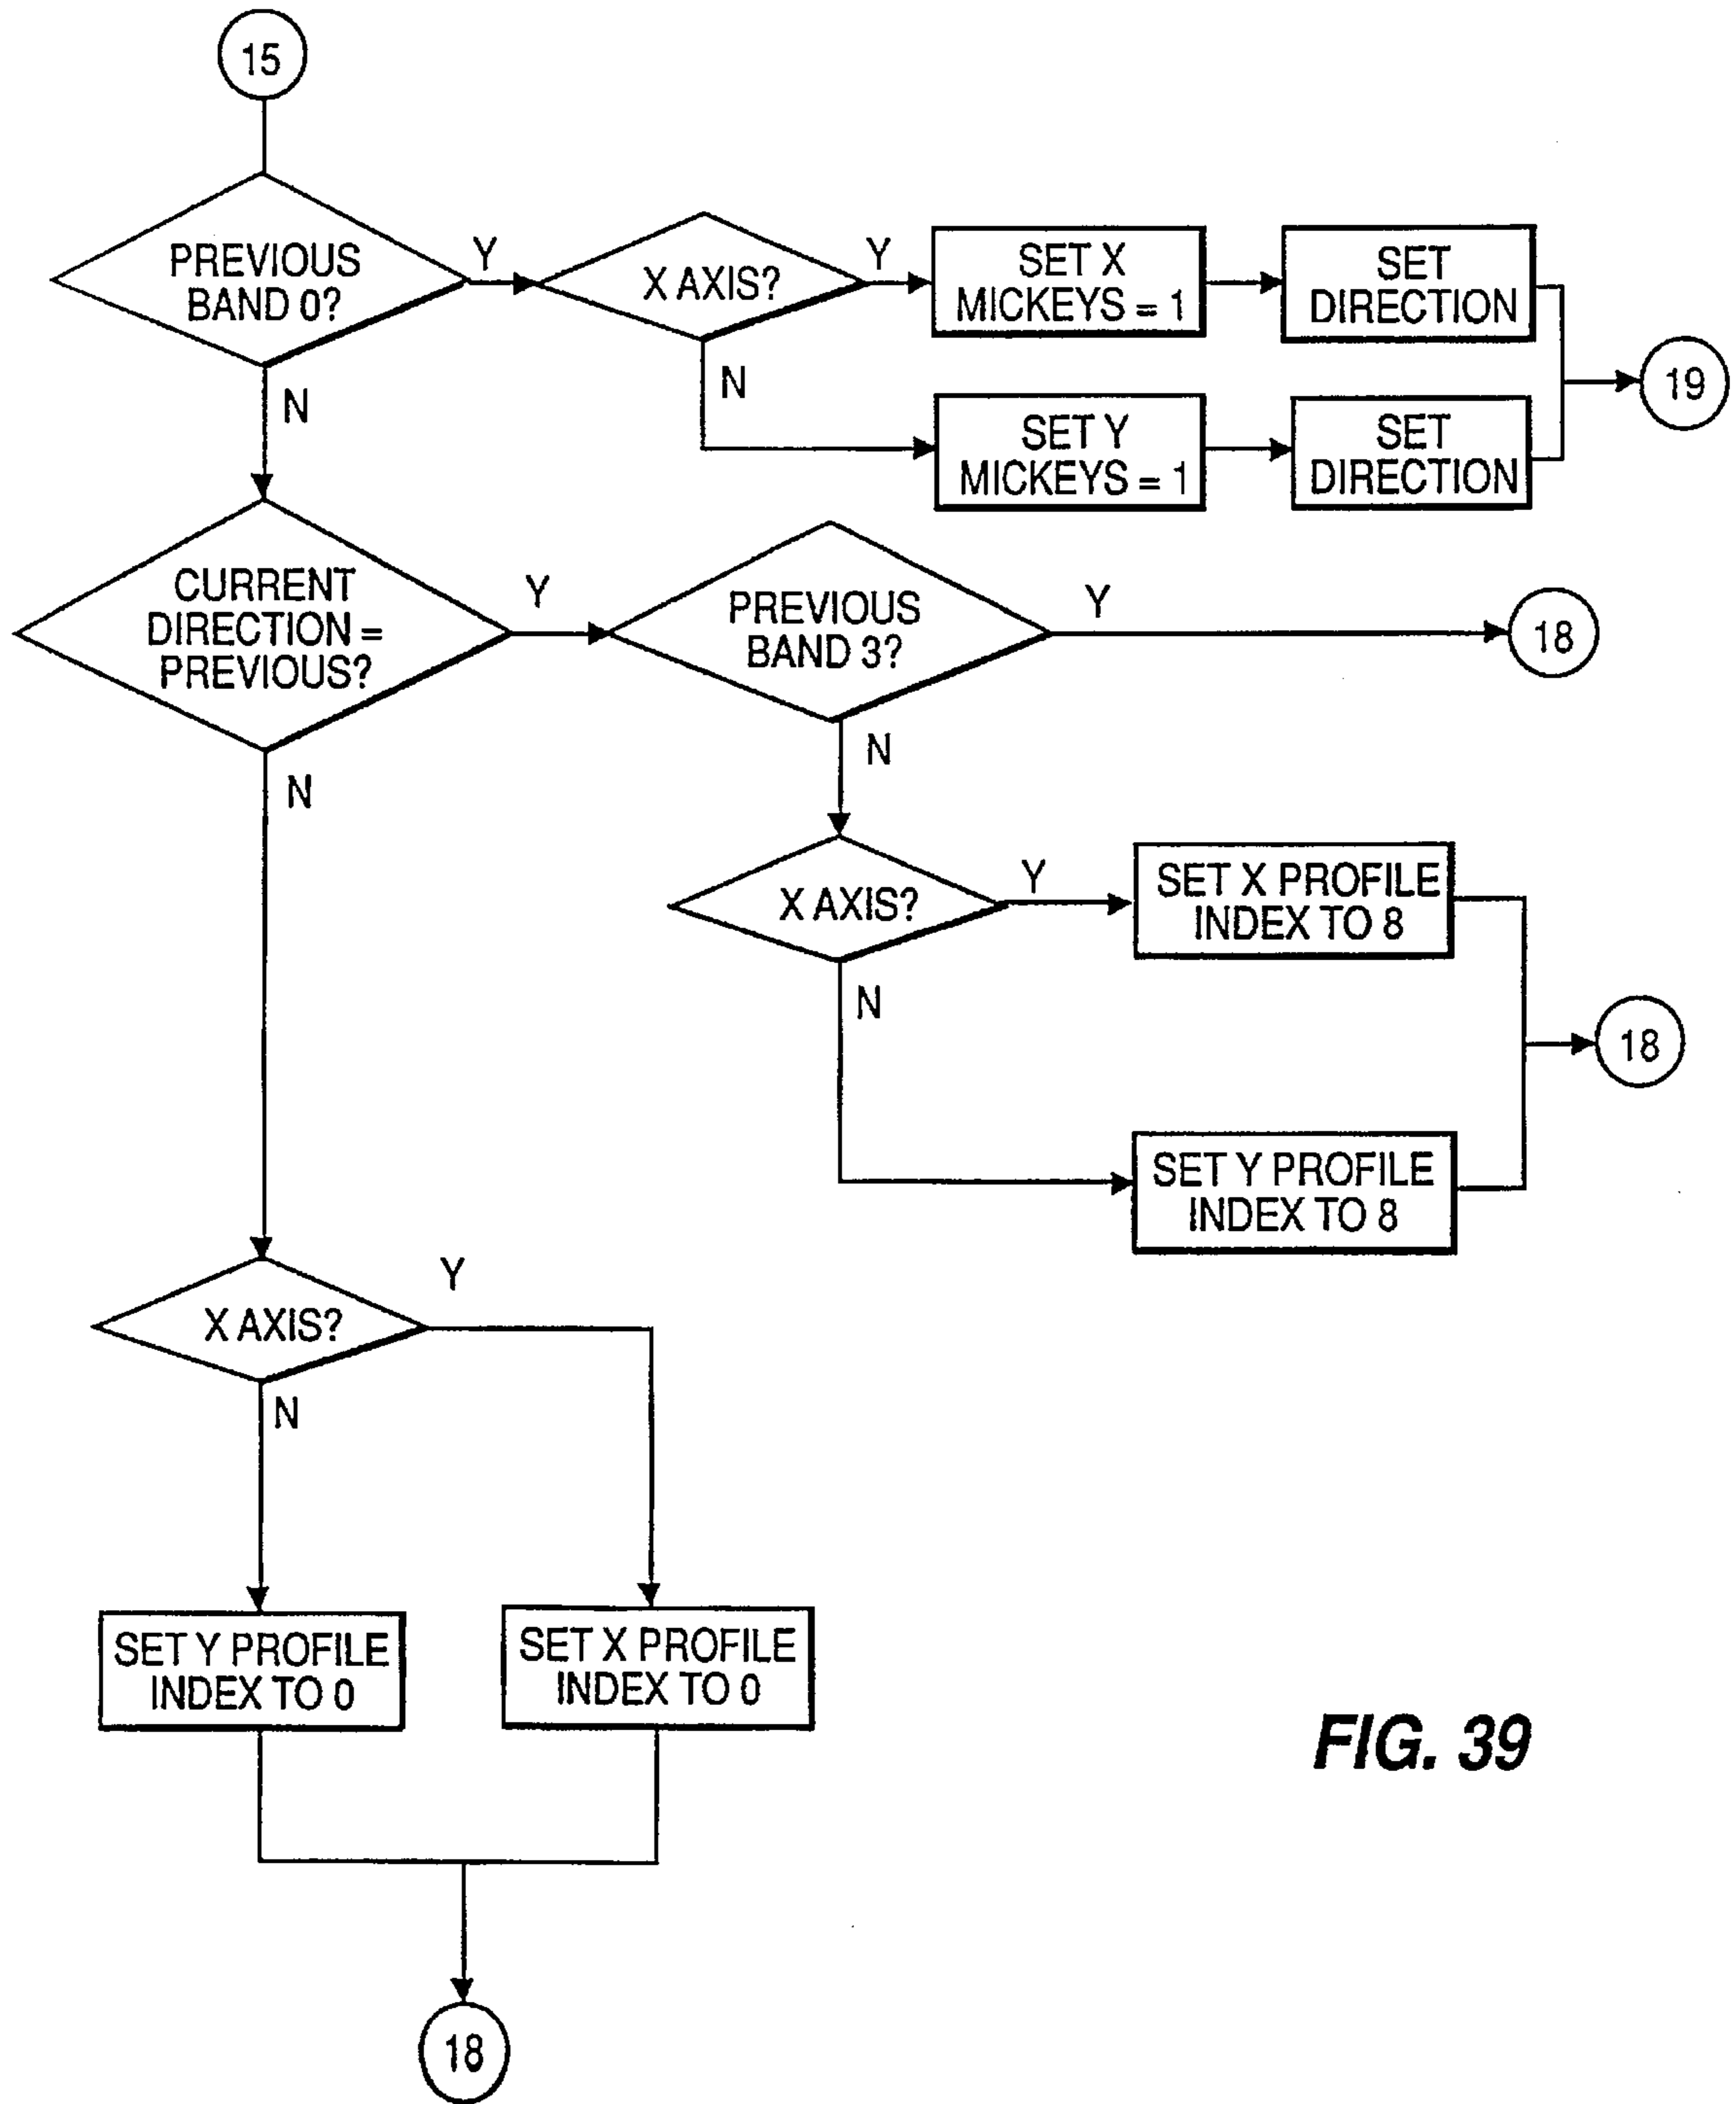 15
PREVIOUS
BAND 0?
Y
X AXIS?
Y
SET X
MICKEYS = 1
SET
DIRECTION
N
N
SET Y
MICKEYS = 1
SET
DIRECTION
19
CURRENT
DIRECTION =
PREVIOUS?
Y
PREVIOUS
BAND 3?
Y
18
N
N
X AXIS?
Y
SET X PROFILE
INDEX TO 8
N
18
SET Y PROFILE
INDEX TO 8
X AXIS?
Y
N
SET Y PROFILE
INDEX TO 0
SET X PROFILE
INDEX TO 0
18
FIG. 39